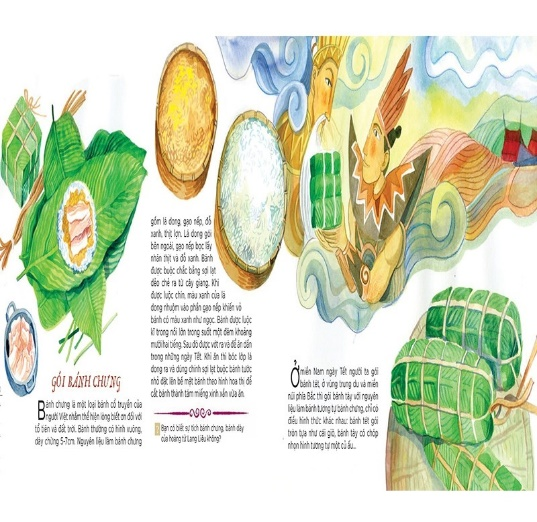 GÓI BÁNH CHƯNG
Bánh chưng là một loại bánh cổ truyền của
người Việt nhằm thể hiện lòng biết ơn đối với
tổ tiên và đất trời. Bánh thường có hình vuông,
dày chừng 5-7cm. Nguyên liệu làm bánh chưng
gồm lá dong, gạo nếp, đỗ
xanh, thịt lợn. Lá dong gói
bên ngoài, gạo nếp bọc lấy
nhân thịt và đỗ xanh. Bánh
được buộc chắc bằng sợi lạt
dẻo chẻ ra từ cây giang. Khi
được luộc chín, màu xanh của lá
dong nhuộm vào phần gạo nếp khiến vỏ
bánh có màu xanh như ngọc. Bánh được luộc
kĩ trong nồi lớn trong suốt một đêm khoảng
mười hai tiếng. Sau đó được vớt ra và để ăn dần
trong những ngày Tết. Khi ăn thì bóc lớp lá
dong ra và dùng chính sợi lạt buộc bánh tước
nhỏ đặt lên bề mặt bánh theo hình hoa thị để
cắt bánh thành tám miếng xinh xắn vừa ăn.
Bạn có biết sự tích bánh chưng, bánh dày
của hoàng tử Lang Liêu không?
Ở miền Nam ngày Tết người ta gói
bánh tét, ở vùng trung du và miền
núi phía Bắc thì gói bánh tày với nguyên
liệu làm bánh tương tự bánh chưng, chỉ có
điều hình thức khác nhau: bánh tét gói
tròn tựa như cái giò, bánh tày có chóp
nhọn hình tương tự một củ ấu...